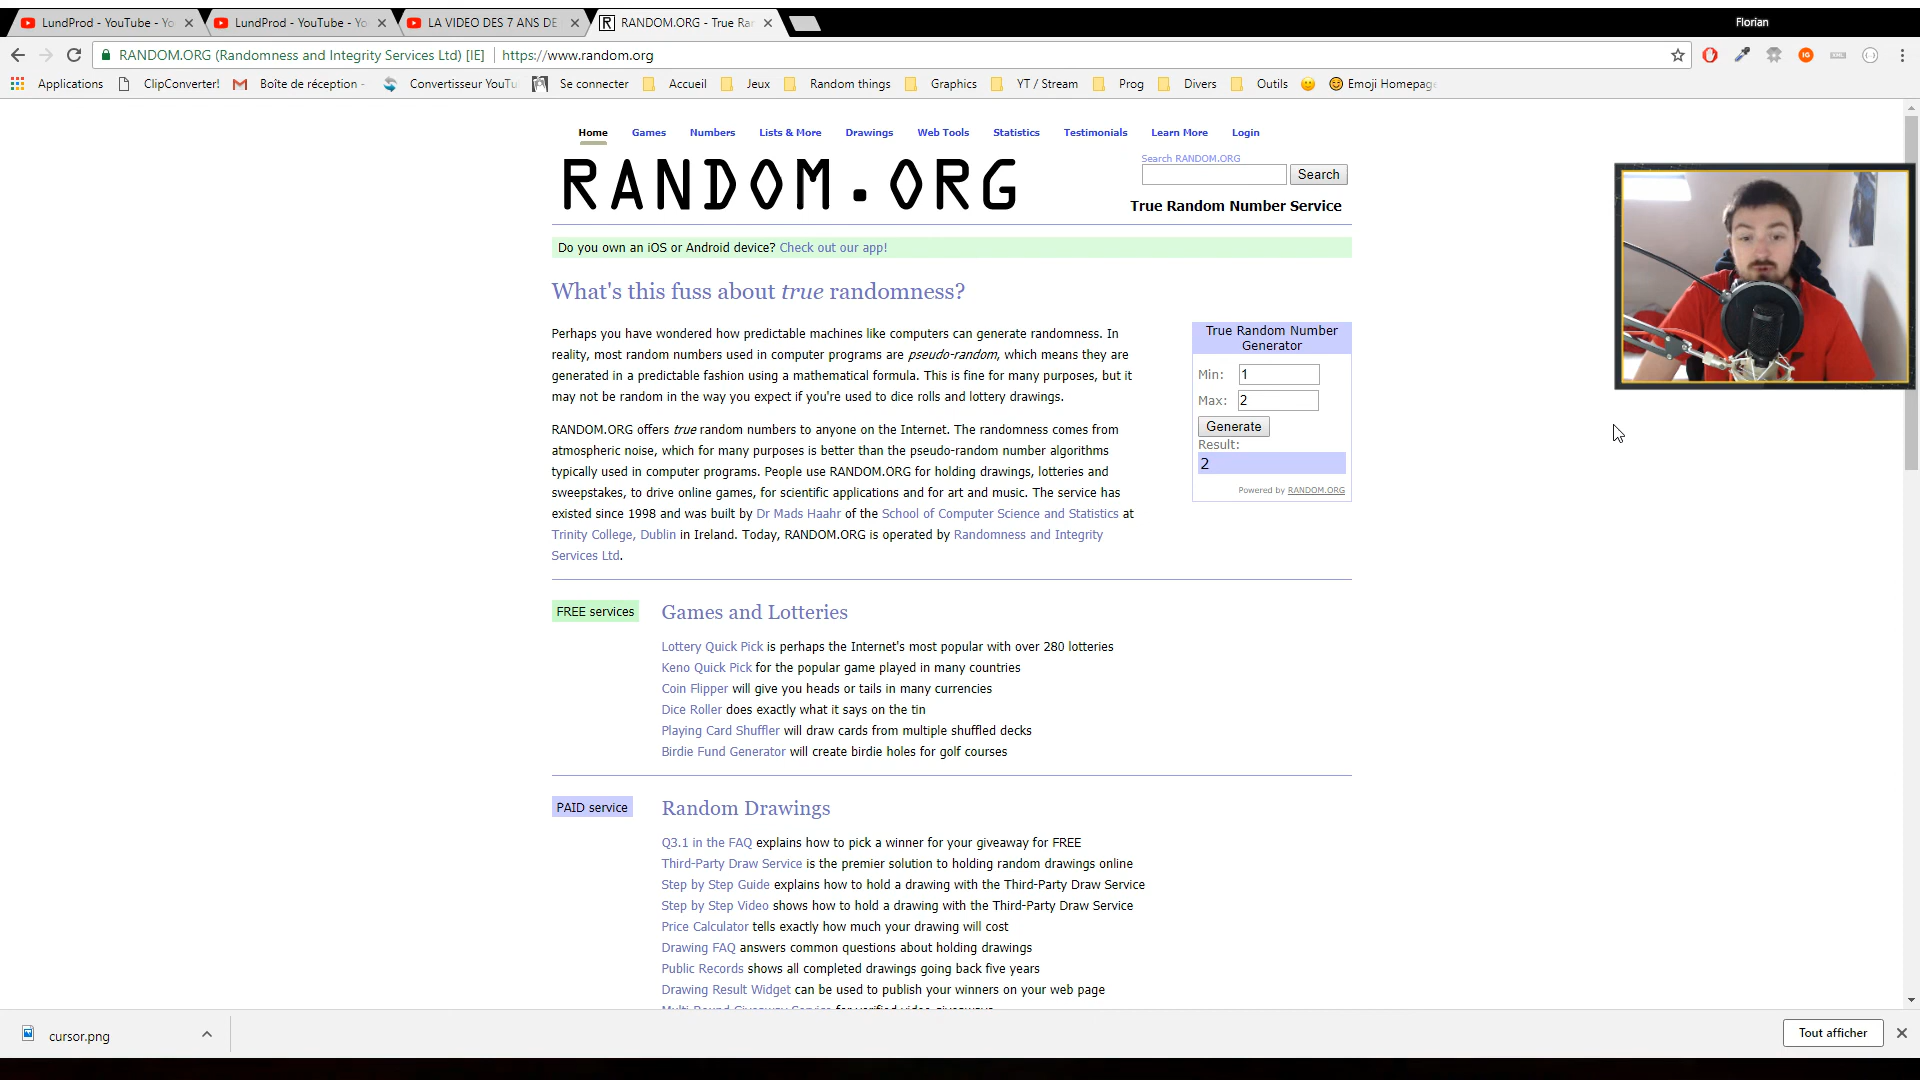 LundProd - YouTube - Yo
LundProd - YouTube - Yo
LA VIDEO DES 7 ANS DE
RANDOM.ORG - True Ra
Florian
RANDOM.ORG (Randomness and Integrity Services Ltd) [IE] https://www.random.org
Applications ClipConverter! Boîte de réception - Convertisseur YouTu Se connecter Accueil Jeux Random things Graphics YT / Stream Prog Divers Outils Emoji Homepag
Home Games Numbers Lists & More Drawings Web Tools Statistics Testimonials Learn More Login
RANDOM.ORG
Search RANDOM.ORG
Search
True Random Number Service
Do you own an iOS or Android device? Check out our app!
What's this fuss about true randomness?
Perhaps you have wondered how predictable machines like computers can generate randomness. In
reality, most random numbers used in computer programs are pseudo-random, which means they are
generated in a predictable fashion using a mathematical formula. This is fine for many purposes, but it
may not be random in the way you expect if you're used to dice rolls and lottery drawings.
RANDOM.ORG offers true random numbers to anyone on the Internet. The randomness comes from
atmospheric noise, which for many purposes is better than the pseudo-random number algorithms
typically used in computer programs. People use RANDOM.ORG for holding drawings, lotteries and
sweepstakes, to drive online games, for scientific applications and for art and music. The service has
existed since 1998 and was built by Dr Mads Haahr of the School of Computer Science and Statistics at
Trinity College, Dublin in Ireland. Today, RANDOM.ORG is operated by Randomness and Integrity
Services Ltd.
True Random Number
Generator
Min: 1
Max: 2
Generate
Result:
2
Powered by RANDOM.ORG
FREE services
Games and Lotteries
Lottery Quick Pick is perhaps the Internet's most popular with over 280 lotteries
Keno Quick Pick for the popular game played in many countries
Coin Flipper will give you heads or tails in many currencies
Dice Roller does exactly what it says on the tin
Playing Card Shuffler will draw cards from multiple shuffled decks
Birdie Fund Generator will create birdie holes for golf courses
PAID service
Random Drawings
Q3.1 in the FAQ explains how to pick a winner for your giveaway for FREE
Third-Party Draw Service is the premier solution to holding random drawings online
Step by Step Guide explains how to hold a drawing with the Third-Party Draw Service
Step by Step Video shows how to hold a drawing with the Third-Party Draw Service
Price Calculator tells exactly how much your drawing will cost
Drawing FAQ answers common questions about holding drawings
Public Records shows all completed drawings going back five years
Drawing Result Widget can be used to publish your winners on your web page
Multi-Round Giveaway Service for verified video giveaways
cursor.png
Tout afficher